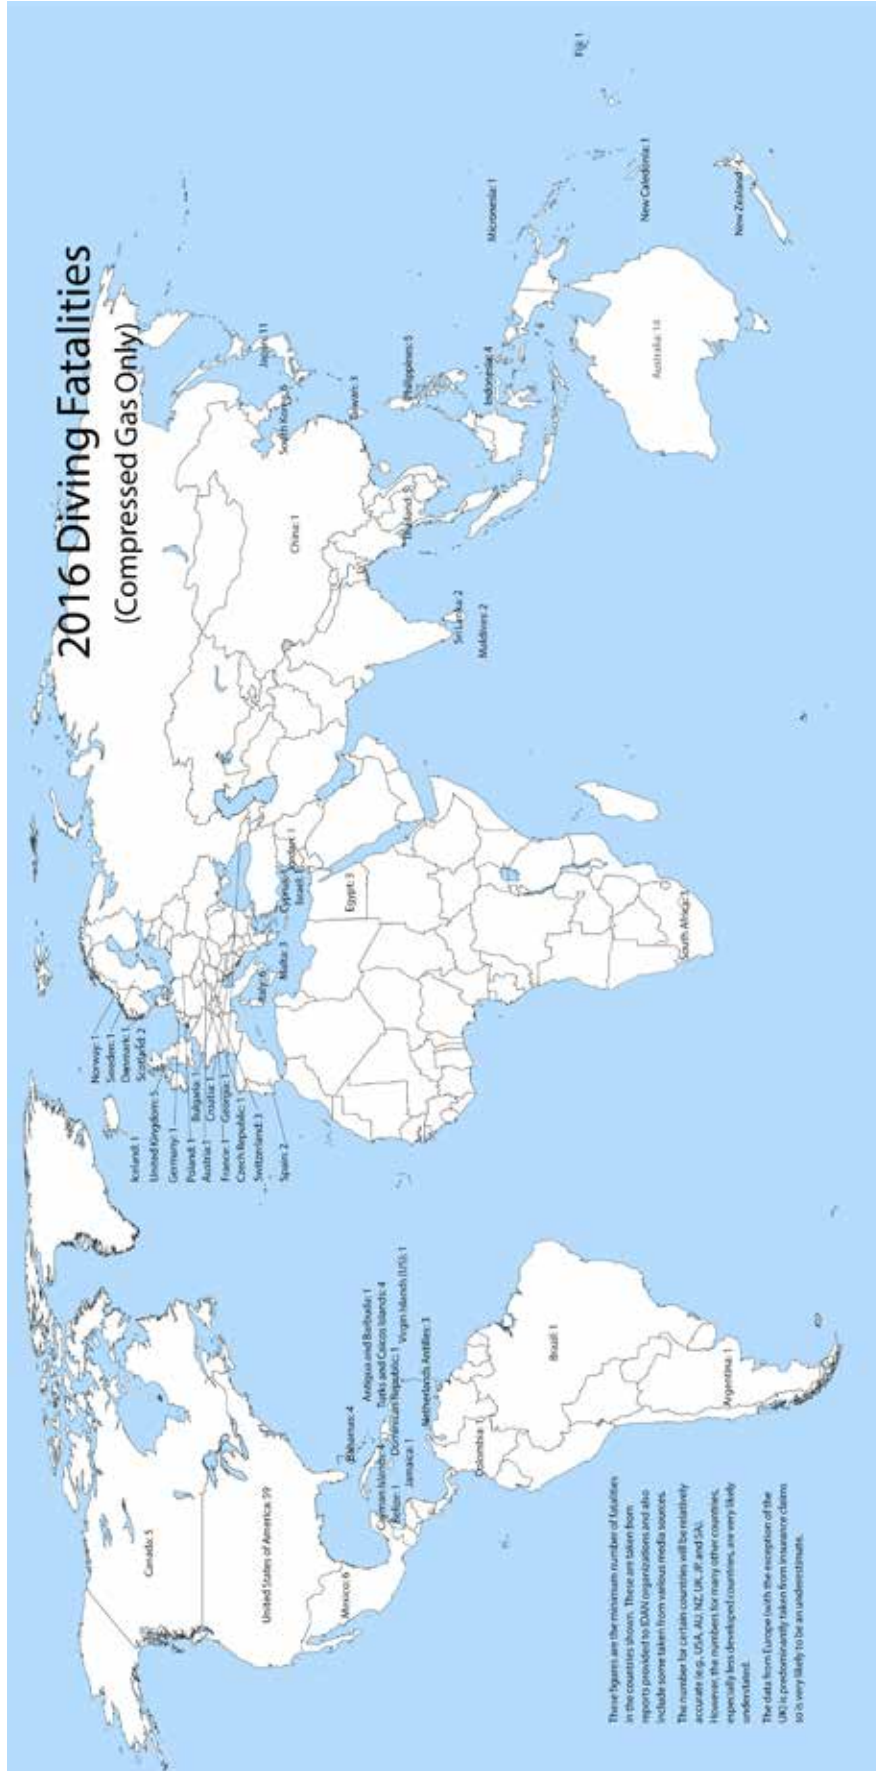 2016 Diving Fatalities
(Compressed Gas Only)
Canada: 5
United States of America: 59
Mexico: 6
Bahamas: 4
Antigua and Barbuda: 1
Turks and Caicos Islands: 4
Cayman Islands: 4
Dominican Republic: 1
Virgin Islands (US): 1
Belize: 1
Jamaica: 1
Netherlands Antilles: 3
Colombia: 1
Brazil: 1
Argentina: 1
Norway: 1
Sweden: 1
Denmark: 1
Scotland: 2
Iceland: 1
United Kingdom: 5
Germany: 1
Poland: 1
Bulgaria: 1
Austria: 1
Croatia: 1
France: 1
Georgia: 1
Czech Republic: 1
Switzerland: 3
Spain: 2
Italy: 6
Malta: 3
Cyprus:
Israel:
Jordan: 1
Egypt: 3
South Africa:
China: 1
South Korea: 6
Japan: 11
Taiwan: 3
Thailand:
Philippines: 5
Sri Lanka: 2
Maldives: 2
Indonesia: 4
Micronesia: 1
Australia: 14
New Caledonia: 1
New Zealand:
Fiji: 1
These figures are the minimum number of fatalities
in the countries shown. These are taken from
reports provided to IDAN organizations and also
include some taken from various media sources.
The number for certain countries will be relatively
accurate (e.g., USA, AU, NZ, UK, JP and SA).
However, the numbers for many other countries,
especially less developed countries, are very likely
understated.
The data from Europe (with the exception of the
UK) is predominantly taken from insurance claims
so is very likely to be an underestimate.